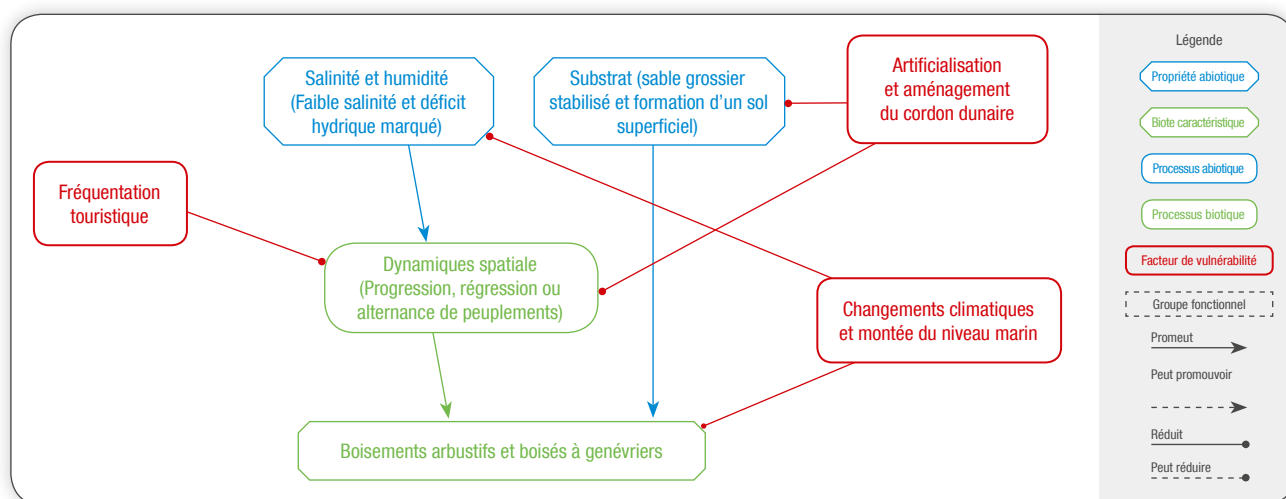 Salinité et humidité
(Faible salinité et déficit
hydrique marqué)
Substrat (sable grossier
stabilisé et formation d'un sol
superficiel)
Artificialisation
et aménagement
du cordon dunaire
Fréquentation
touristique
Dynamiques spatiale
(Progression, régression ou
alternance de peuplements)
Changements climatiques
et montée du niveau marin
Boisements arbustifs et boisés à genévriers
Légende
Propriété abiotique
Biote caractéristique
Processus abiotique
Processus biotique
Facteur de vulnérabilité
Groupe fonctionnel
Promeut
Peut promouvoir
Réduit
Peut réduire